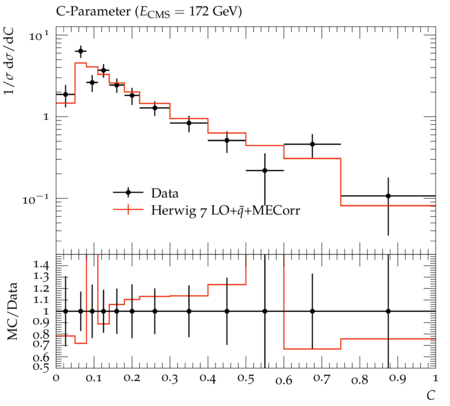 C-Parameter (E_CMS = 172 GeV)
1/σ dσ/dC
10¹
1
10⁻¹
Data
Herwig 7 LO+q̃+MECorr
MC/Data
1.4
1.3
1.2
1.1
1
0.9
0.8
0.7
0.6
0.5
0 0.1 0.2 0.3 0.4 0.5 0.6 0.7 0.8 0.9 1
C